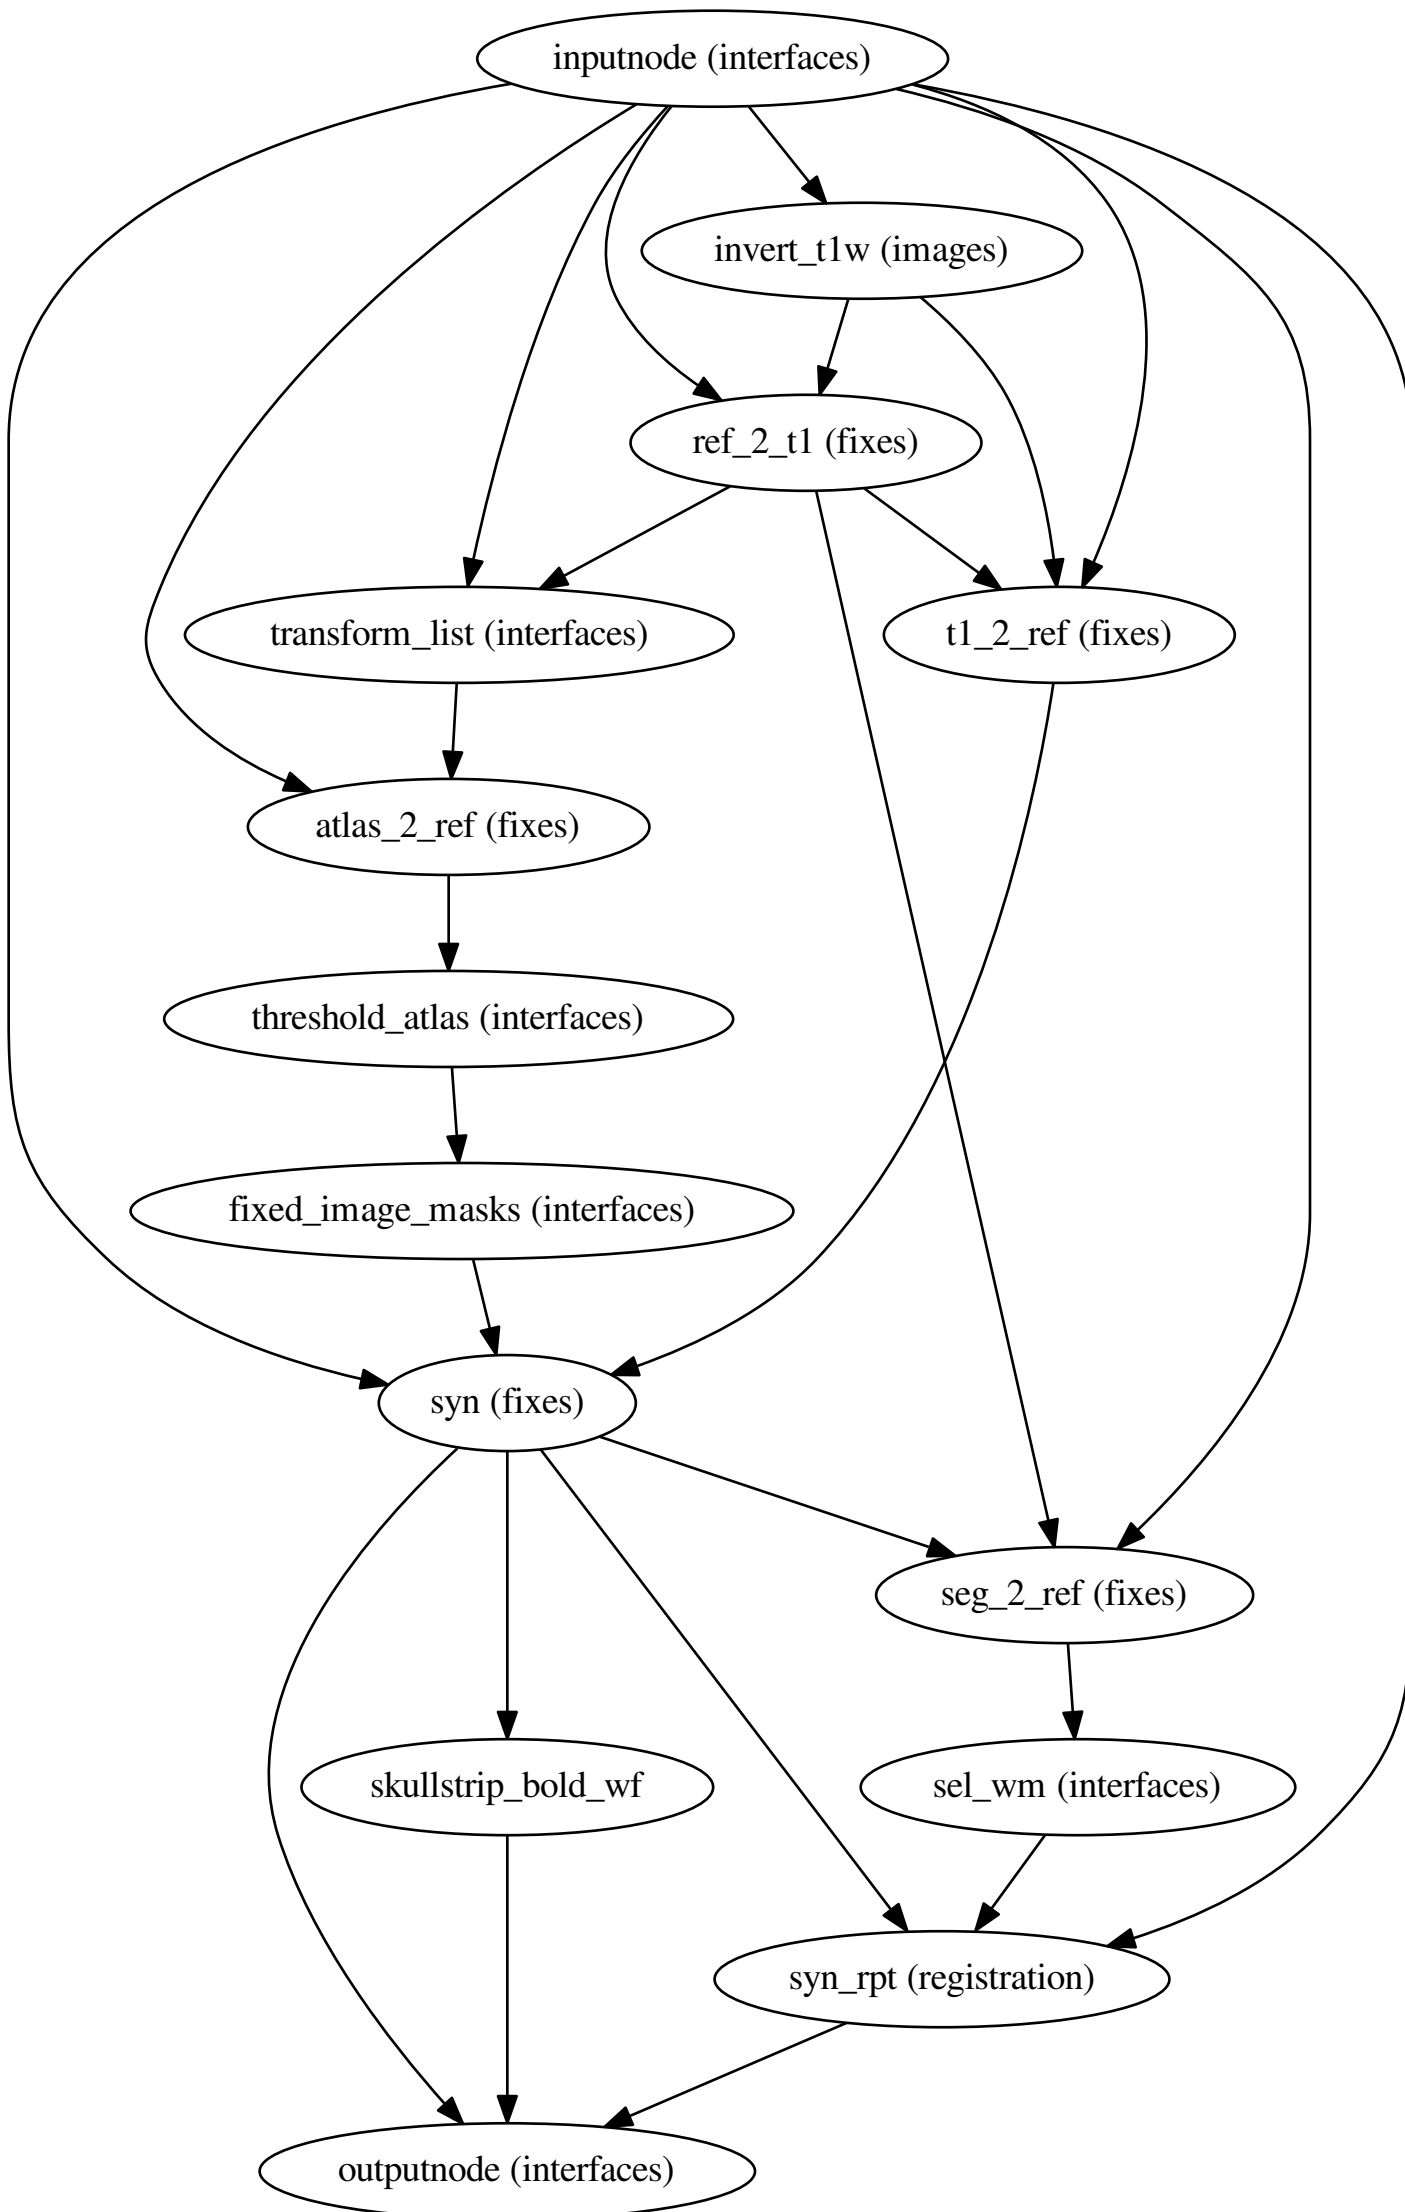 inputnode (interfaces)
invert_t1w (images)
ref_2_t1 (fixes)
transform_list (interfaces)
t1_2_ref (fixes)
atlas_2_ref (fixes)
threshold_atlas (interfaces)
fixed_image_masks (interfaces)
syn (fixes)
seg_2_ref (fixes)
skullstrip_bold_wf
sel_wm (interfaces)
syn_rpt (registration)
outputnode (interfaces)